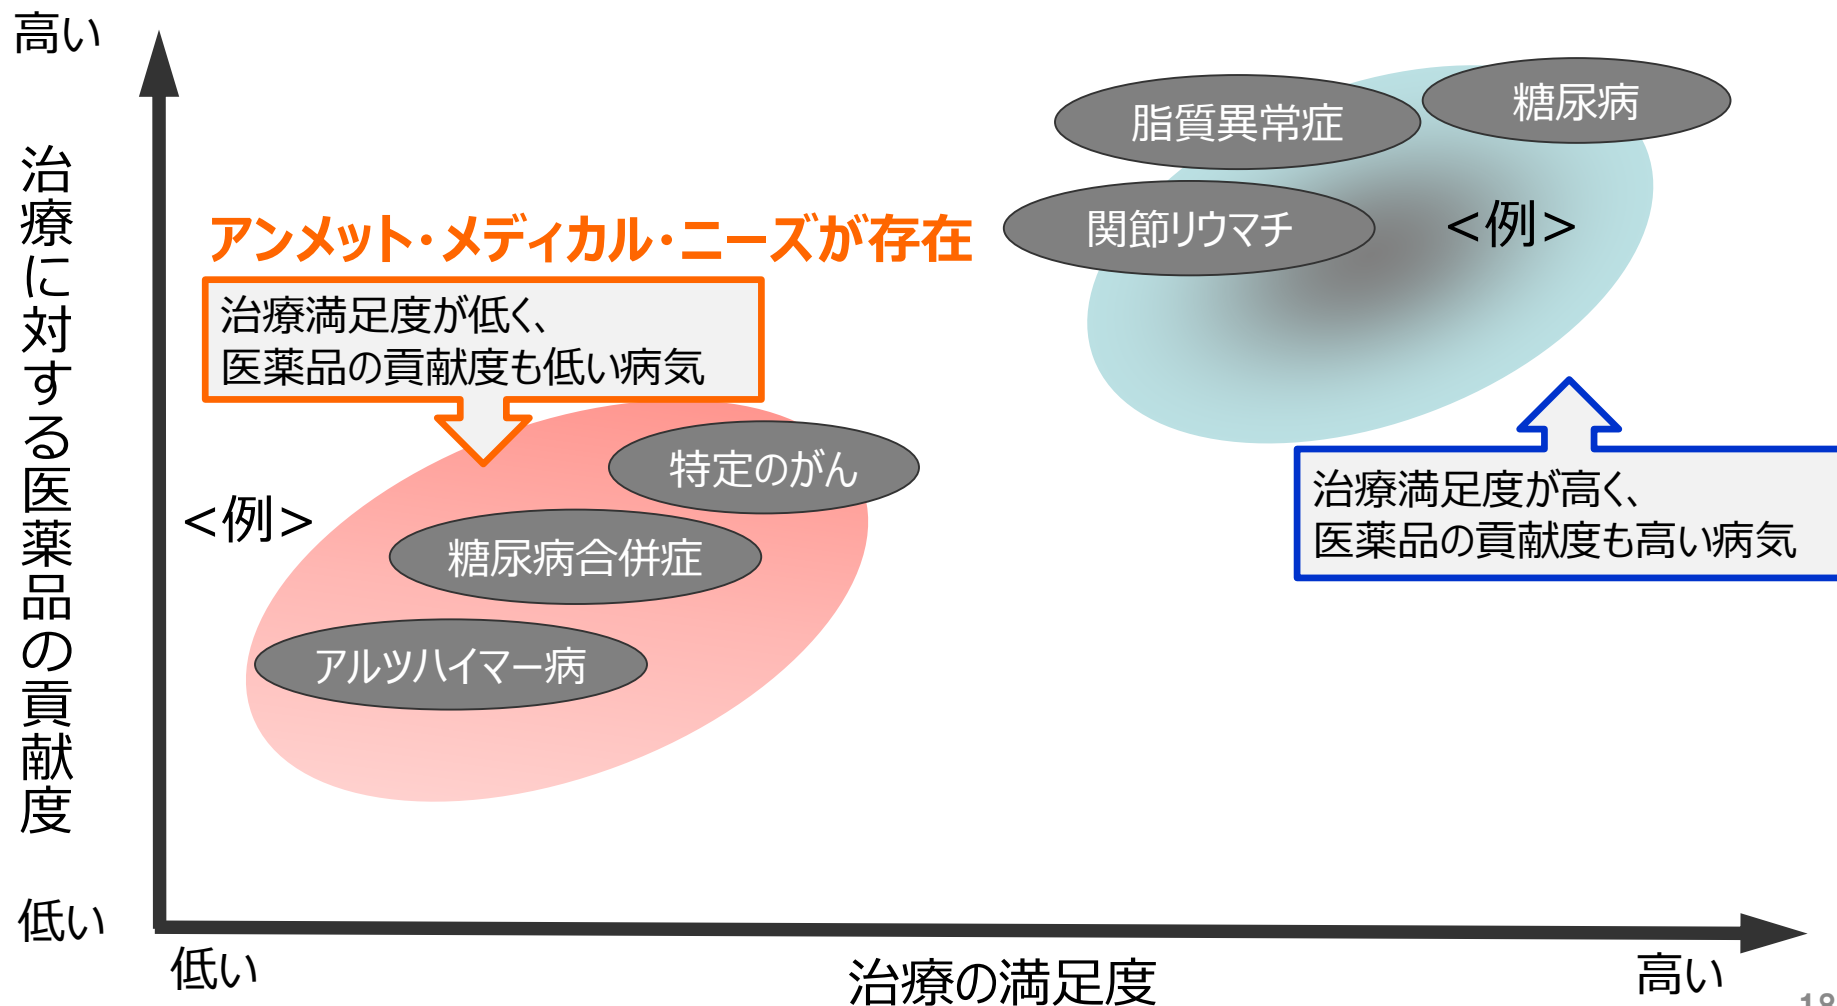 高い
治療に対する医薬品の貢献度
低い
アンメット・メディカル・ニーズが存在
治療満足度が低く、
医薬品の貢献度も低い病気
<例>
特定のがん
糖尿病合併症
アルツハイマー病
脂質異常症
糖尿病
関節リウマチ
<例>
治療満足度が高く、
医薬品の貢献度も高い病気
低い
治療の満足度
高い
18